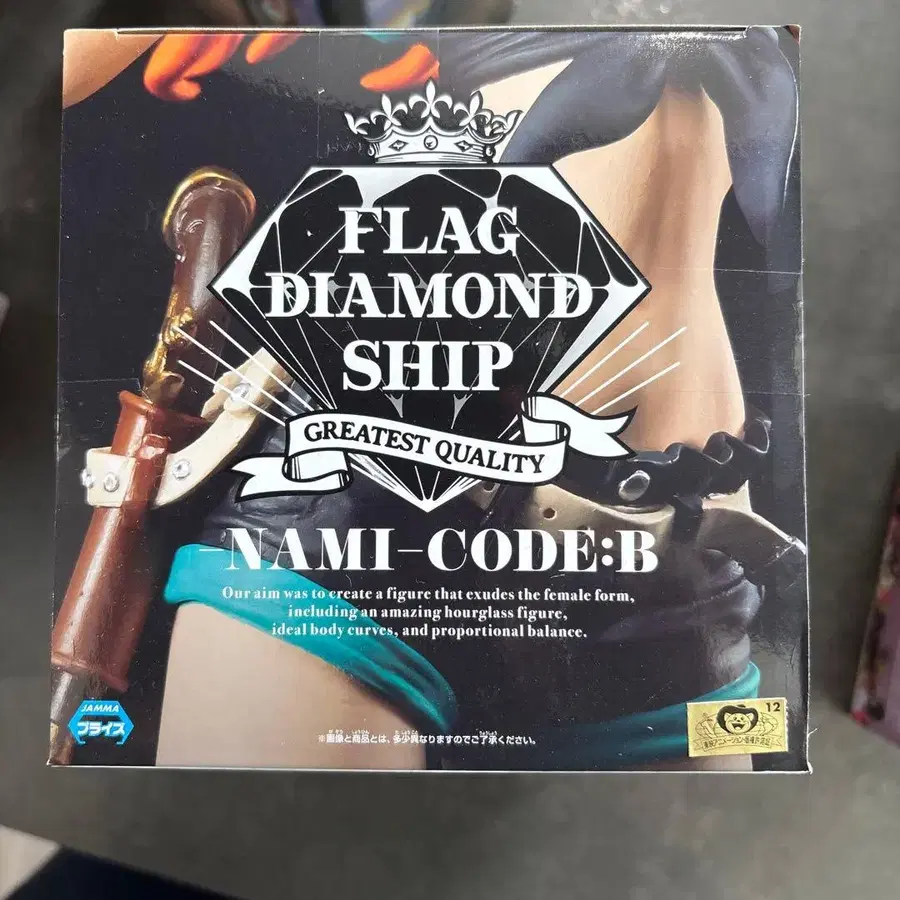 FLAG
DIAMOND
SHIP
GREATEST QUALITY
-NAMI-CODE:B
Our aim was to create a figure that exudes the female form,
including an amazing hourglass figure,
ideal body curves, and proportional balance.
JAMMA
プライズ
※画像と商品とは、多少異なりますのでご了承ください。
12